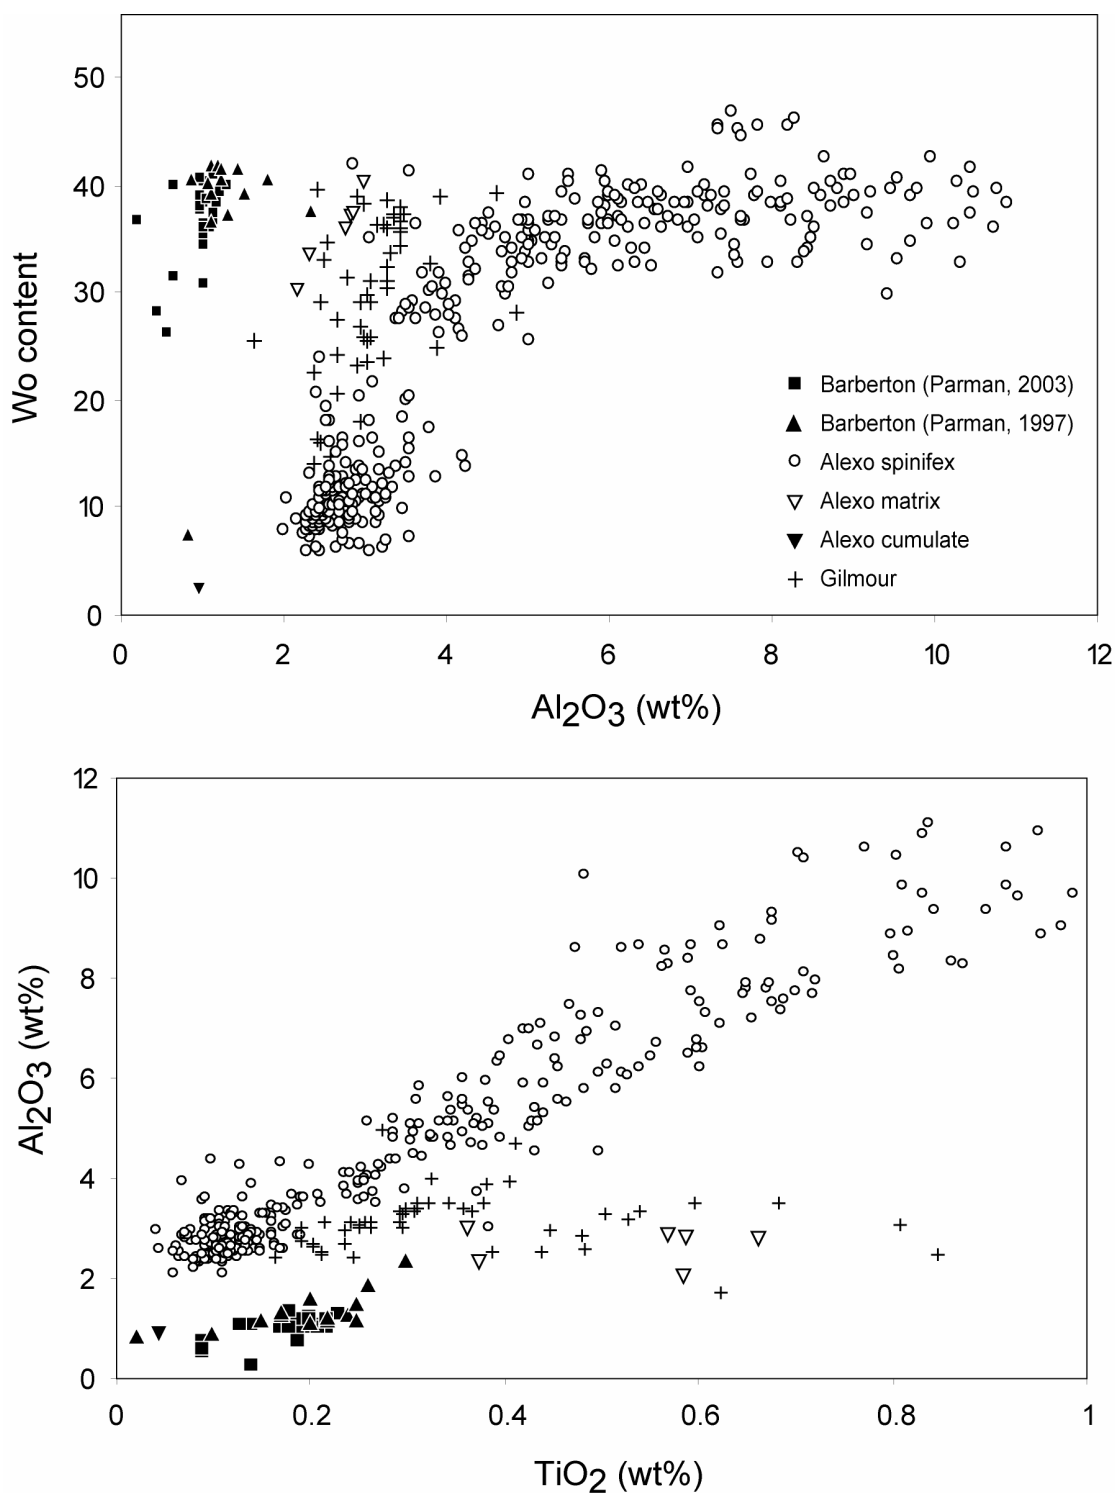 50
40
30
20
10
0
Wo content
Barberton (Parman, 2003)
Barberton (Parman, 1997)
Alexo spinifex
Alexo matrix
Alexo cumulate
Gilmour
0 2 4 6 8 10 12
Al2O3 (wt%)
12
10
8
6
4
2
0
Al2O3 (wt%)
0 0.2 0.4 0.6 0.8 1
TiO2 (wt%)